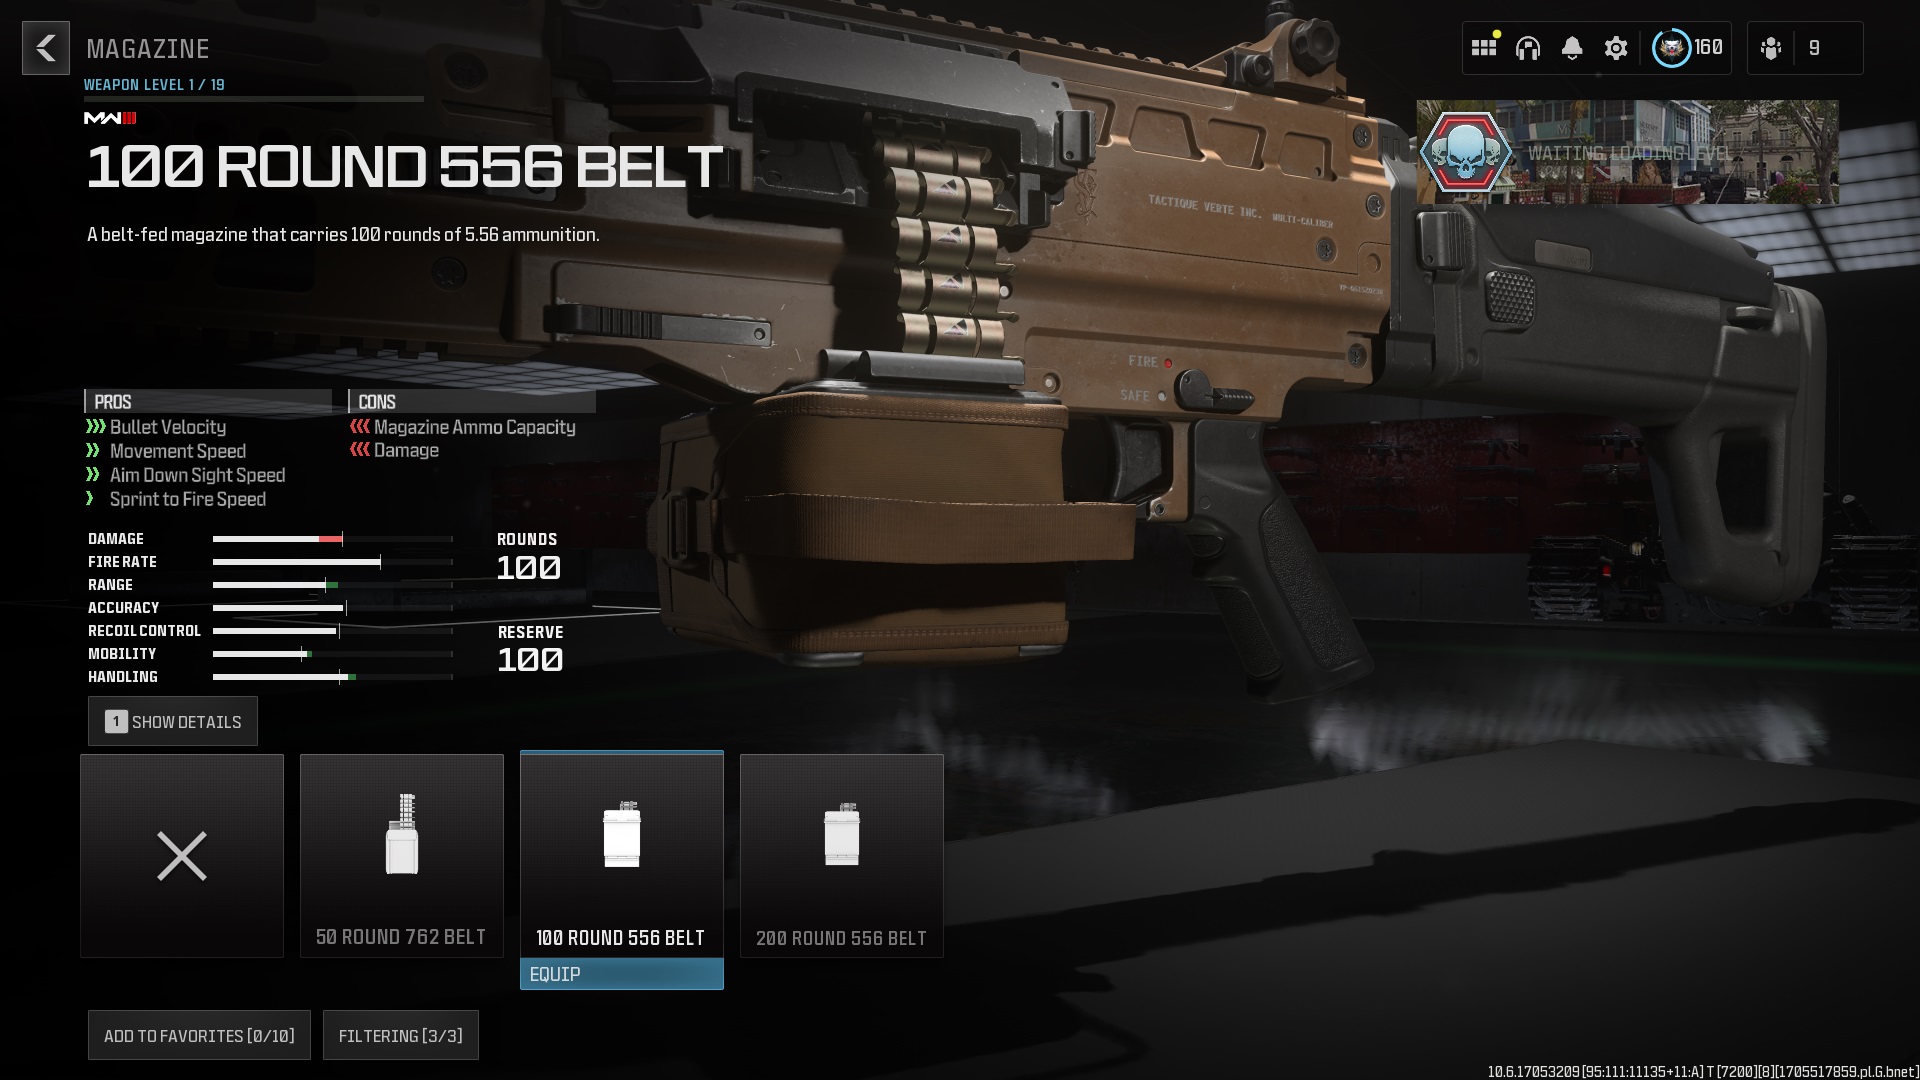 MAGAZINE
WEAPON LEVEL 1 / 19
MWIII
100 ROUND 556 BELT
A belt-fed magazine that carries 100 rounds of 5.56 ammunition.
160
9
WAITING, LOADING LEVEL
TACTIQUE VERTE INC. MULTI-CALIBER
FIRE
SAFE
PROS
Bullet Velocity
Movement Speed
Aim Down Sight Speed
Sprint to Fire Speed
CONS
Magazine Ammo Capacity
Damage
DAMAGE
FIRE RATE
RANGE
ACCURACY
RECOIL CONTROL
MOBILITY
HANDLING
ROUNDS
100
RESERVE
100
1 SHOW DETAILS
50 ROUND 762 BELT
100 ROUND 556 BELT
200 ROUND 556 BELT
EQUIP
ADD TO FAVORITES [0/10]
FILTERING [3/3]
10.6.17053209 [95:111:11135+11:A] T [7200][8][1705517859.pl.G.bnet]